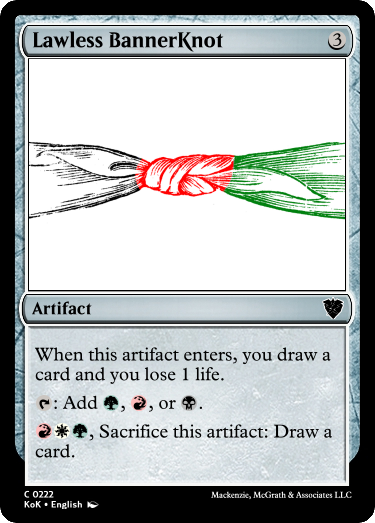 Lawless BannerKnot 3
Artifact
When this artifact enters, you draw a
card and you lose 1 life.
: Add , , or .
, Sacrifice this artifact: Draw a
card.
C 0222
KoK • English
Mackenzie, McGrath & Associates LLC